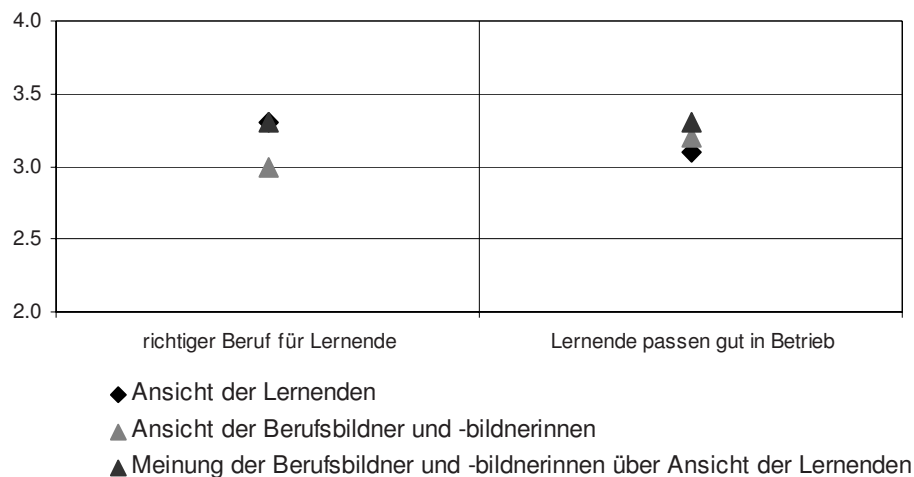 4.0
3.5
3.0
2.5
2.0
richtiger Beruf für Lernende
Lernende passen gut in Betrieb
Ansicht der Lernenden
Ansicht der Berufsbildner und -bildnerinnen
Meinung der Berufsbildner und -bildnerinnen über Ansicht der Lernenden